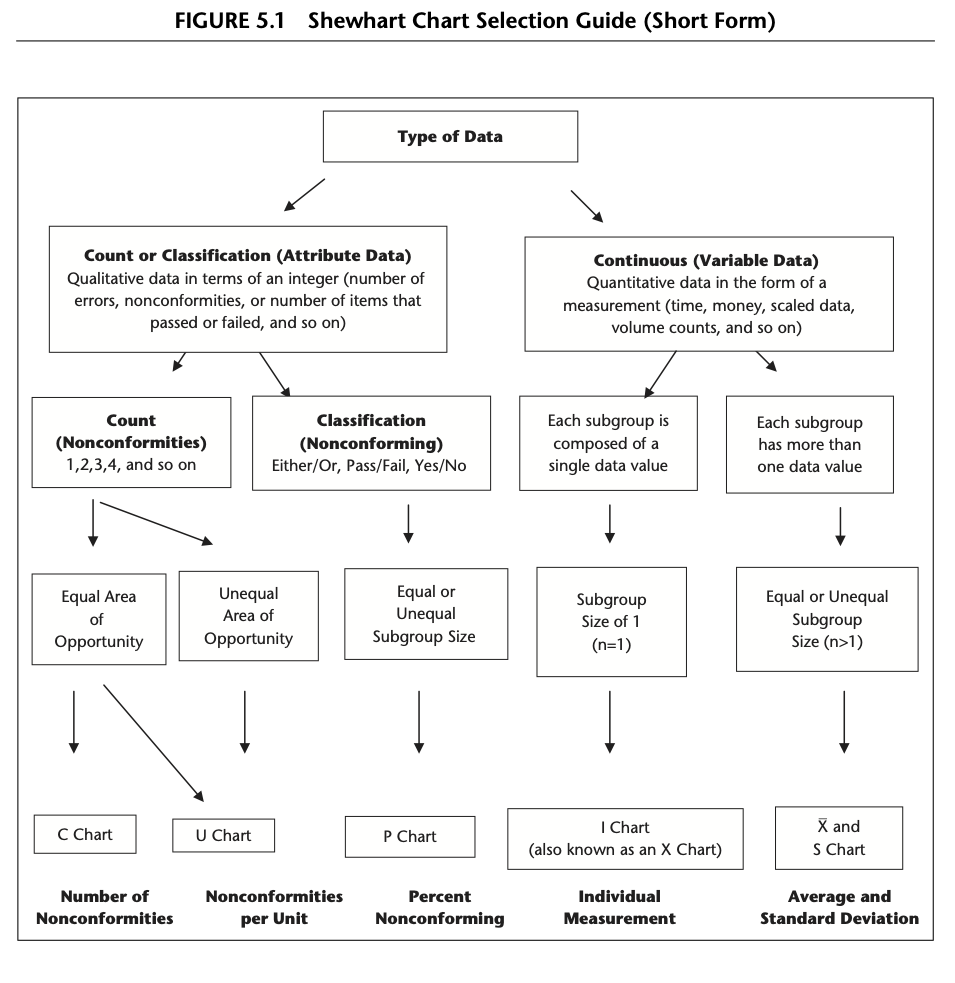 FIGURE 5.1 Shewhart Chart Selection Guide (Short Form)
Type of Data
Count or Classification (Attribute Data)
Qualitative data in terms of an integer (number of
errors, nonconformities, or number of items that
passed or failed, and so on)
Continuous (Variable Data)
Quantitative data in the form of a
measurement (time, money, scaled data,
volume counts, and so on)
Count
(Nonconformities)
1,2,3,4, and so on
Classification
(Nonconforming)
Either/Or, Pass/Fail, Yes/No
Each subgroup is
composed of a
single data value
Each subgroup
has more than
one data value
Equal Area
of
Opportunity
Unequal
Area of
Opportunity
Equal or
Unequal
Subgroup Size
Subgroup
Size of 1
(n=1)
Equal or Unequal
Subgroup
Size (n>1)
C Chart
U Chart
P Chart
I Chart
(also known as an X Chart)
X̅ and
S Chart
Number of
Nonconformities
Nonconformities
per Unit
Percent
Nonconforming
Individual
Measurement
Average and
Standard Deviation